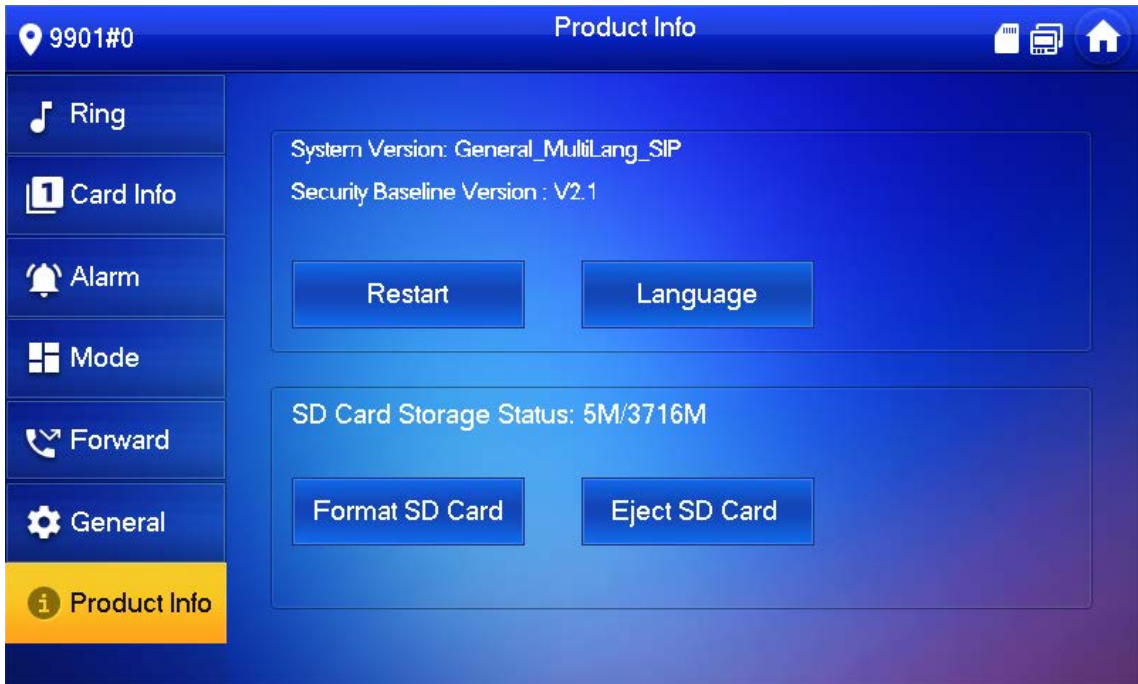 9901#0
Product Info
Ring
Card Info
Alarm
Mode
Forward
General
Product Info
System Version: General_MultiLang_SIP
Security Baseline Version : V2.1
Restart
Language
SD Card Storage Status: 5M/3716M
Format SD Card
Eject SD Card